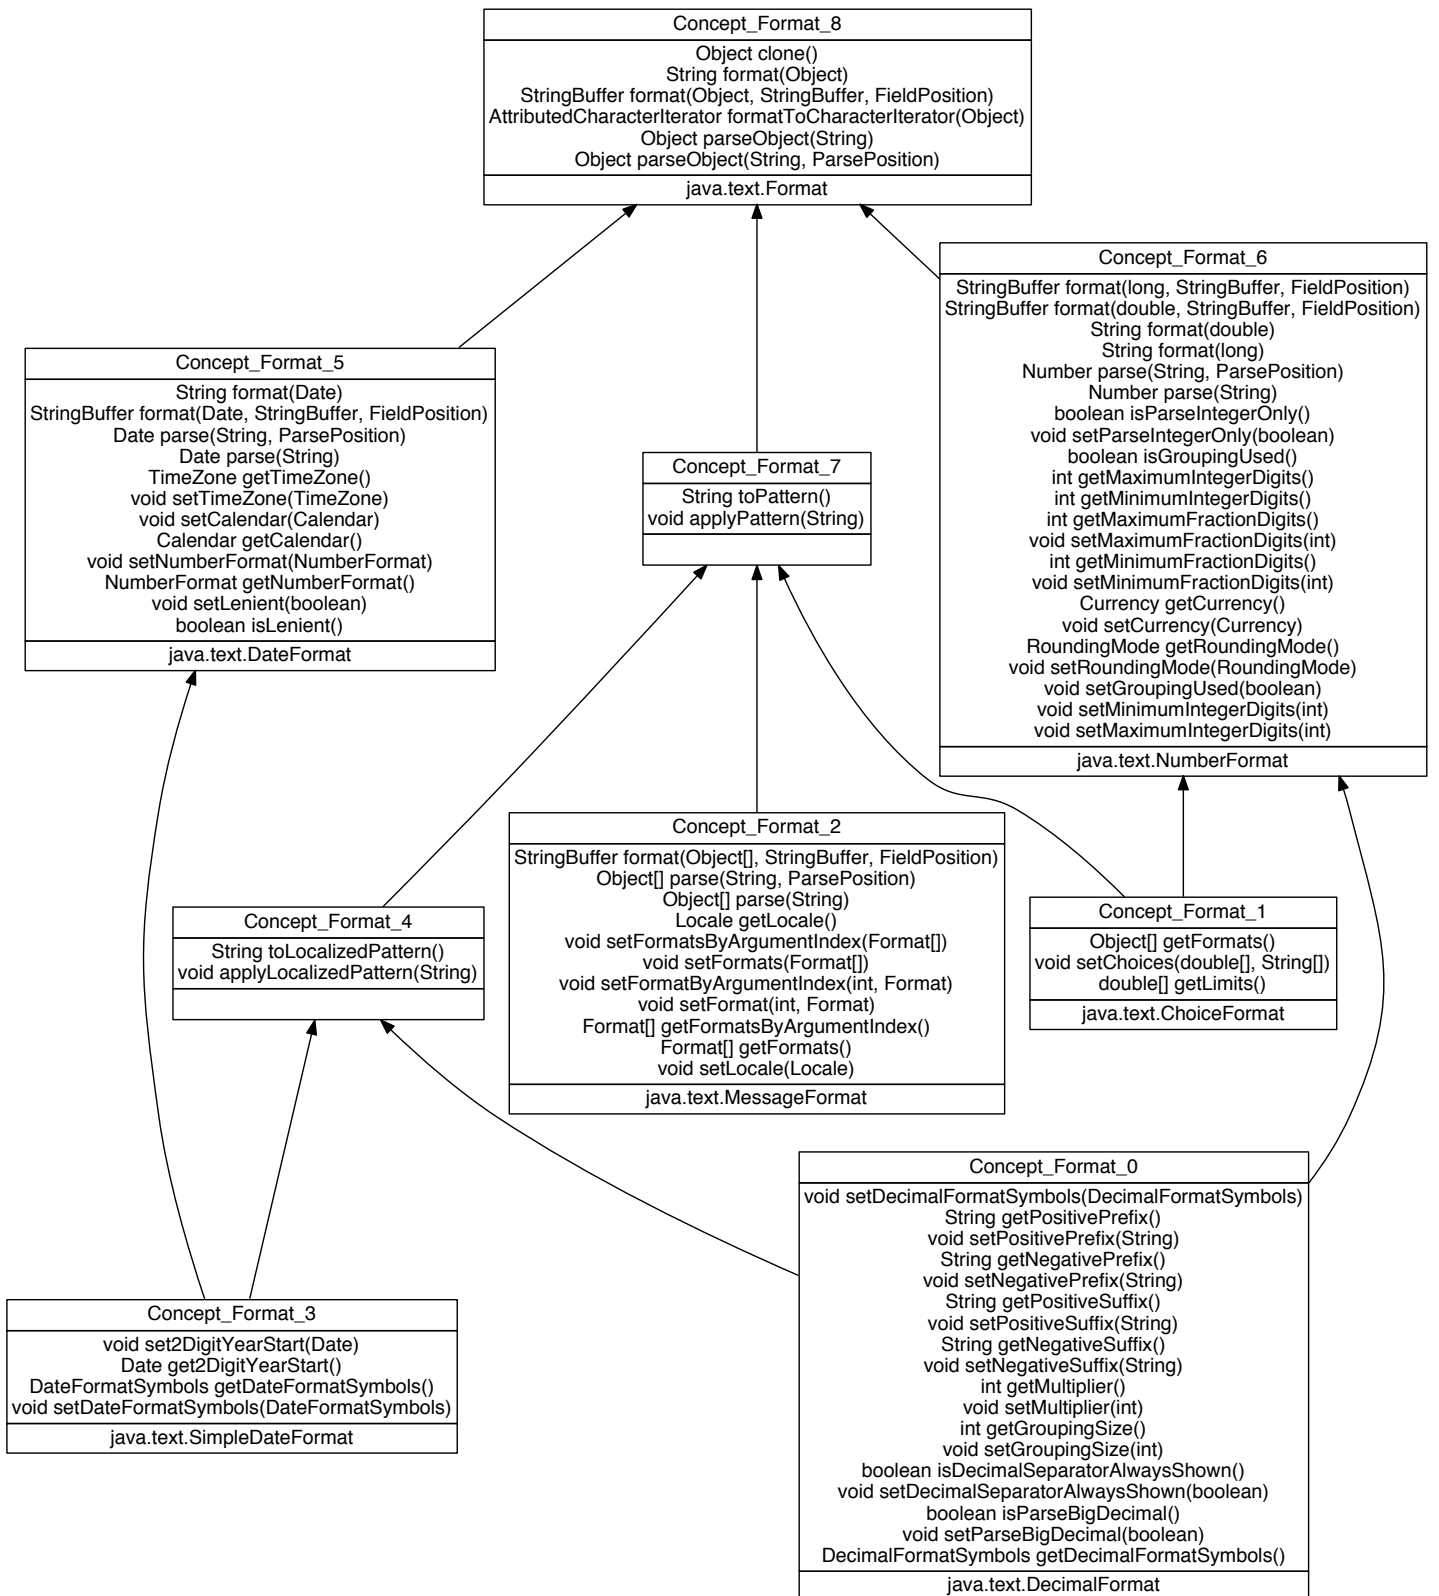 Concept_Format_8
Object clone()
String format(Object)
StringBuffer format(Object, StringBuffer, FieldPosition)
AttributedCharacterIterator formatToCharacterIterator(Object)
Object parseObject(String)
Object parseObject(String, ParsePosition)
java.text.Format
Concept_Format_6
StringBuffer format(long, StringBuffer, FieldPosition)
StringBuffer format(double, StringBuffer, FieldPosition)
String format(double)
String format(long)
Number parse(String, ParsePosition)
Number parse(String)
boolean isParseIntegerOnly()
void setParseIntegerOnly(boolean)
boolean isGroupingUsed()
int getMaximumIntegerDigits()
int getMinimumIntegerDigits()
int getMaximumFractionDigits()
void setMaximumFractionDigits(int)
int getMinimumFractionDigits()
void setMinimumFractionDigits(int)
Currency getCurrency()
void setCurrency(Currency)
RoundingMode getRoundingMode()
void setRoundingMode(RoundingMode)
void setGroupingUsed(boolean)
void setMinimumIntegerDigits(int)
void setMaximumIntegerDigits(int)
java.text.NumberFormat
Concept_Format_5
String format(Date)
StringBuffer format(Date, StringBuffer, FieldPosition)
Date parse(String, ParsePosition)
Date parse(String)
TimeZone getTimeZone()
void setTimeZone(TimeZone)
void setCalendar(Calendar)
Calendar getCalendar()
void setNumberFormat(NumberFormat)
NumberFormat getNumberFormat()
void setLenient(boolean)
boolean isLenient()
java.text.DateFormat
Concept_Format_7
String toPattern()
void applyPattern(String)
Concept_Format_2
StringBuffer format(Object[], StringBuffer, FieldPosition)
Object[] parse(String, ParsePosition)
Object[] parse(String)
Locale getLocale()
void setFormatsByArgumentIndex(Format[])
void setFormats(Format[])
void setFormatByArgumentIndex(int, Format)
void setFormat(int, Format)
Format[] getFormatsByArgumentIndex()
Format[] getFormats()
void setLocale(Locale)
java.text.MessageFormat
Concept_Format_1
Object[] getFormats()
void setChoices(double[], String[])
double[] getLimits()
java.text.ChoiceFormat
Concept_Format_4
String toLocalizedPattern()
void applyLocalizedPattern(String)
Concept_Format_0
void setDecimalFormatSymbols(DecimalFormatSymbols)
String getPositivePrefix()
void setPositivePrefix(String)
String getNegativePrefix()
void setNegativePrefix(String)
String getPositiveSuffix()
void setPositiveSuffix(String)
String getNegativeSuffix()
void setNegativeSuffix(String)
int getMultiplier()
void setMultiplier(int)
int getGroupingSize()
void setGroupingSize(int)
boolean isDecimalSeparatorAlwaysShown()
void setDecimalSeparatorAlwaysShown(boolean)
boolean isParseBigDecimal()
void setParseBigDecimal(boolean)
DecimalFormatSymbols getDecimalFormatSymbols()
java.text.DecimalFormat
Concept_Format_3
void set2DigitYearStart(Date)
Date get2DigitYearStart()
DateFormatSymbols getDateFormatSymbols()
void setDateFormatSymbols(DateFormatSymbols)
java.text.SimpleDateFormat